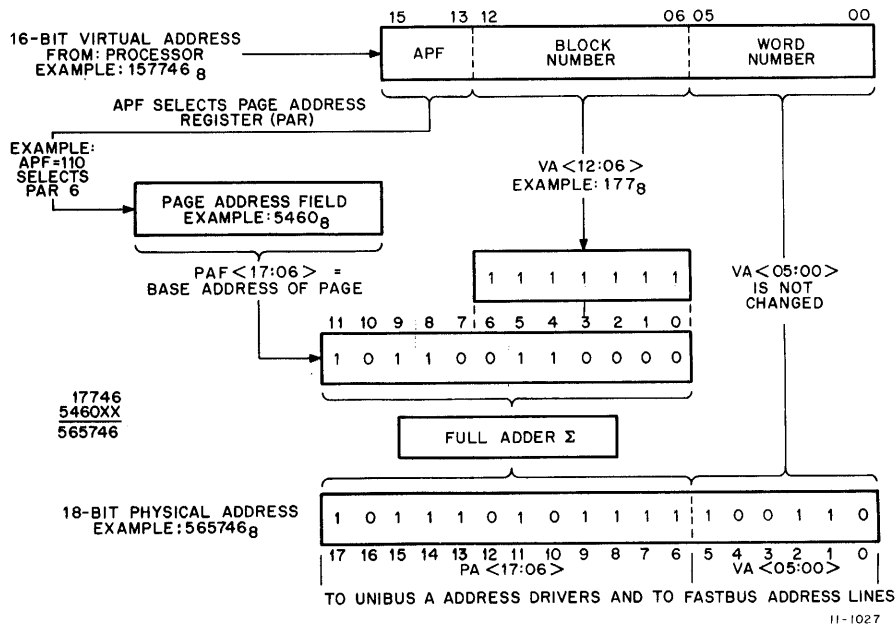 15 13 12 06 05 00
16-BIT VIRTUAL ADDRESS
FROM: PROCESSOR
EXAMPLE: 157746 8
APF
BLOCK
NUMBER
WORD
NUMBER
APF SELECTS PAGE ADDRESS
REGISTER (PAR)
EXAMPLE:
APF=110
SELECTS
PAR 6
VA <12:06>
EXAMPLE: 177 8
PAGE ADDRESS FIELD
EXAMPLE: 5460 8
PAF <17:06> =
BASE ADDRESS OF PAGE
1 1 1 1 1 1 1
VA <05:00>
IS NOT
CHANGED
11 10 9 8 7 6 5 4 3 2 1 0
1 0 1 1 0 0 1 1 0 0 0 0
17746
5460XX
565746
FULL ADDER Σ
18-BIT PHYSICAL ADDRESS
EXAMPLE: 565746 8
1 0 1 1 1 0 1 0 1 1 1 1 1 0 0 1 1 0
17 16 15 14 13 12 11 10 9 8 7 6 5 4 3 2 1 0
PA <17:06> VA <05:00>
TO UNIBUS A ADDRESS DRIVERS AND TO FASTBUS ADDRESS LINES
11-1027